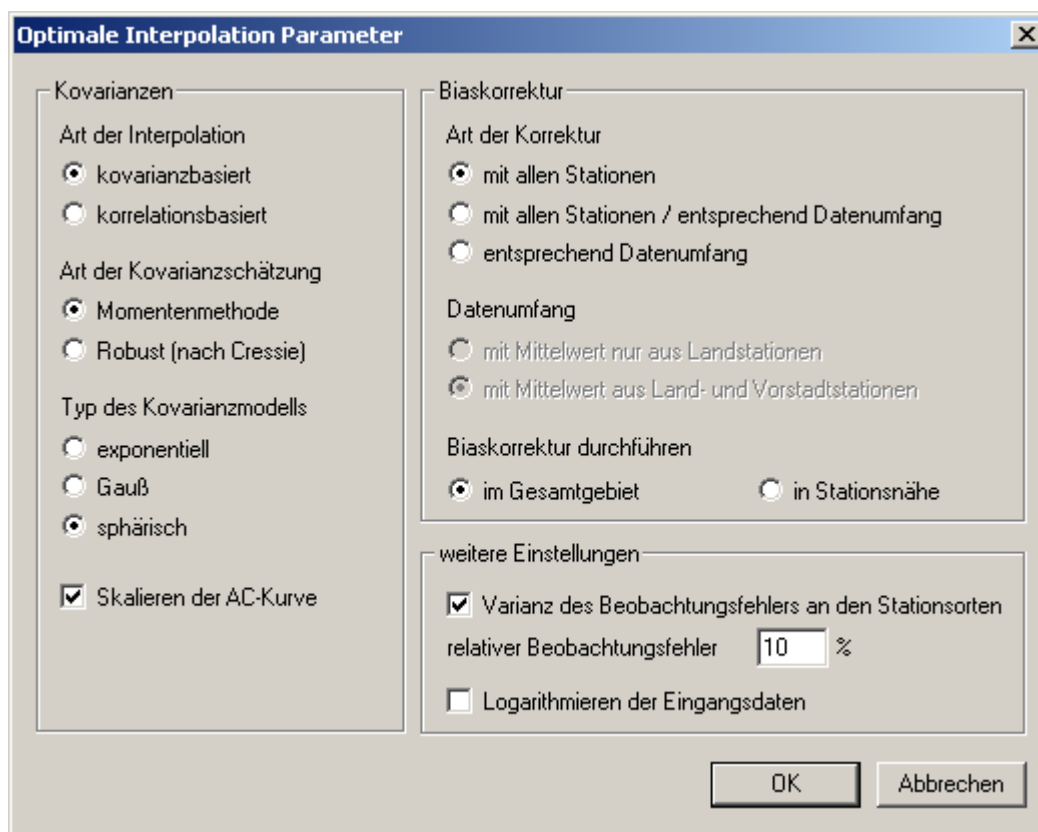 Optimale Interpolation Parameter
Kovarianzen
Art der Interpolation
kovarianzbasiert
korrelationsbasiert
Art der Kovarianzschätzung
Momentenmethode
Robust (nach Cressie)
Typ des Kovarianzmodells
exponentiell
Gauß
sphärisch
Skalieren der AC-Kurve
Biaskorrektur
Art der Korrektur
mit allen Stationen
mit allen Stationen / entsprechend Datenumfang
entsprechend Datenumfang
Datenumfang
mit Mittelwert nur aus Landstationen
mit Mittelwert aus Land- und Vorstadtstationen
Biaskorrektur durchführen
im Gesamtgebiet
in Stationsnähe
weitere Einstellungen
Varianz des Beobachtungsfehlers an den Stationsorten
relativer Beobachtungsfehler 10 %
Logarithmieren der Eingangsdaten
OK
Abbrechen